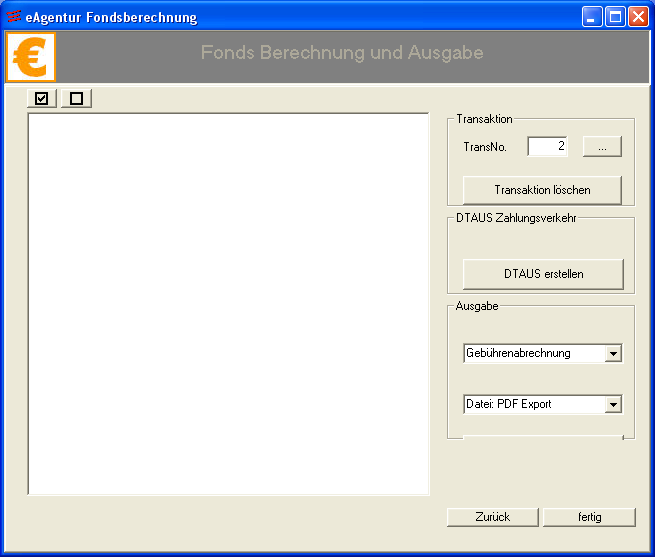 eAgentur Fondsberechnung
Fonds Berechnung und Ausgabe
Transaktion
TransNo. 2 ...
Transaktion löschen
DTAUS Zahlungsverkehr
DTAUS erstellen
Ausgabe
Gebührenabrechnung
Datei: PDF Export
Zurück fertig